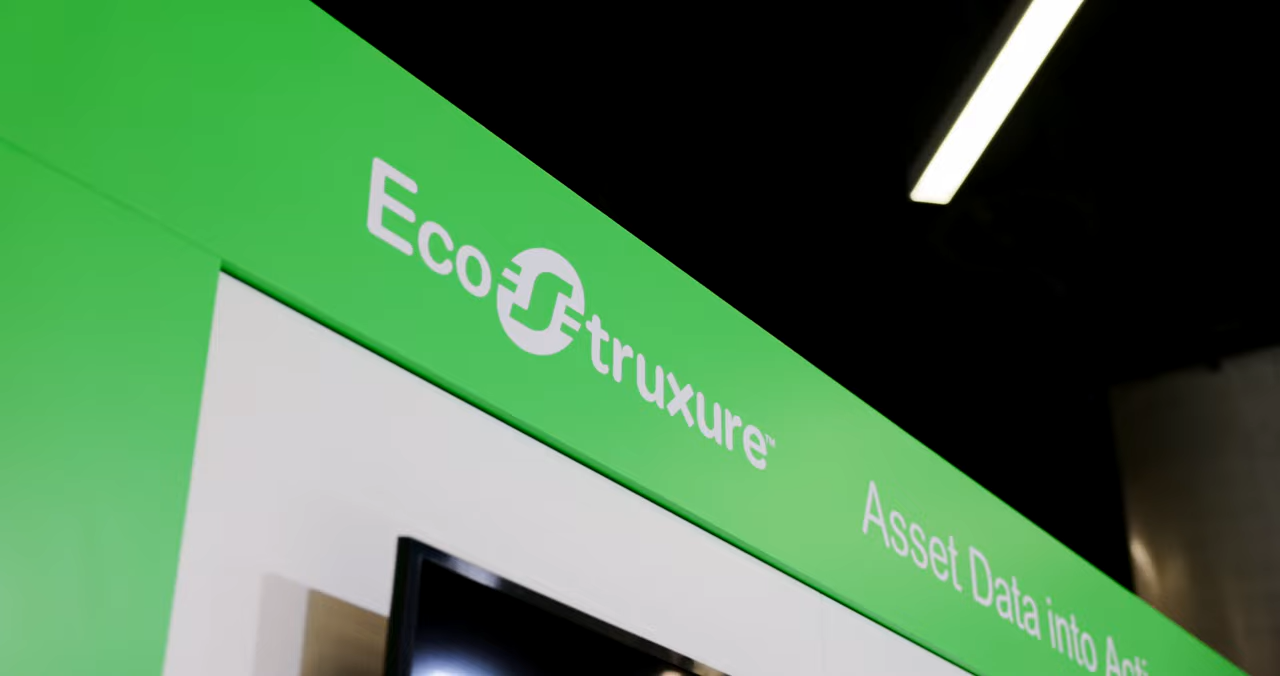 EcoStruxure™
Asset Data into